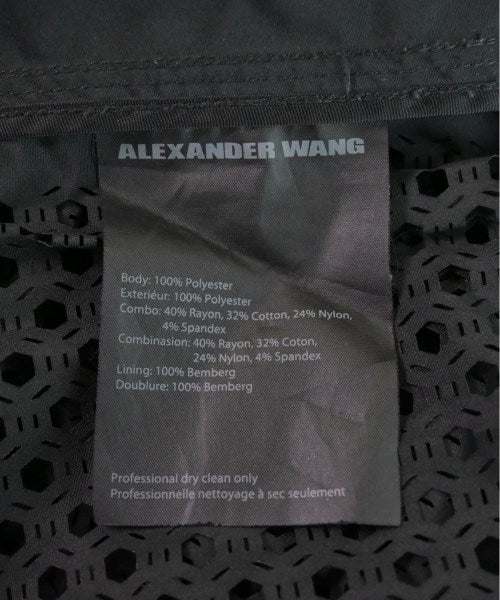 ALEXANDER WANG
Body: 100% Polyester
Exterieur: 100% Polyester
Combo: 40% Rayon, 32% Cotton, 24% Nylon,
4% Spandex
Combinasion: 40% Rayon, 32% Coton,
24% Nylon, 4% Spandex
Lining: 100% Bemberg
Doublure: 100% Bemberg
Professional dry clean only
Professionnelle nettoyage à sec seulement